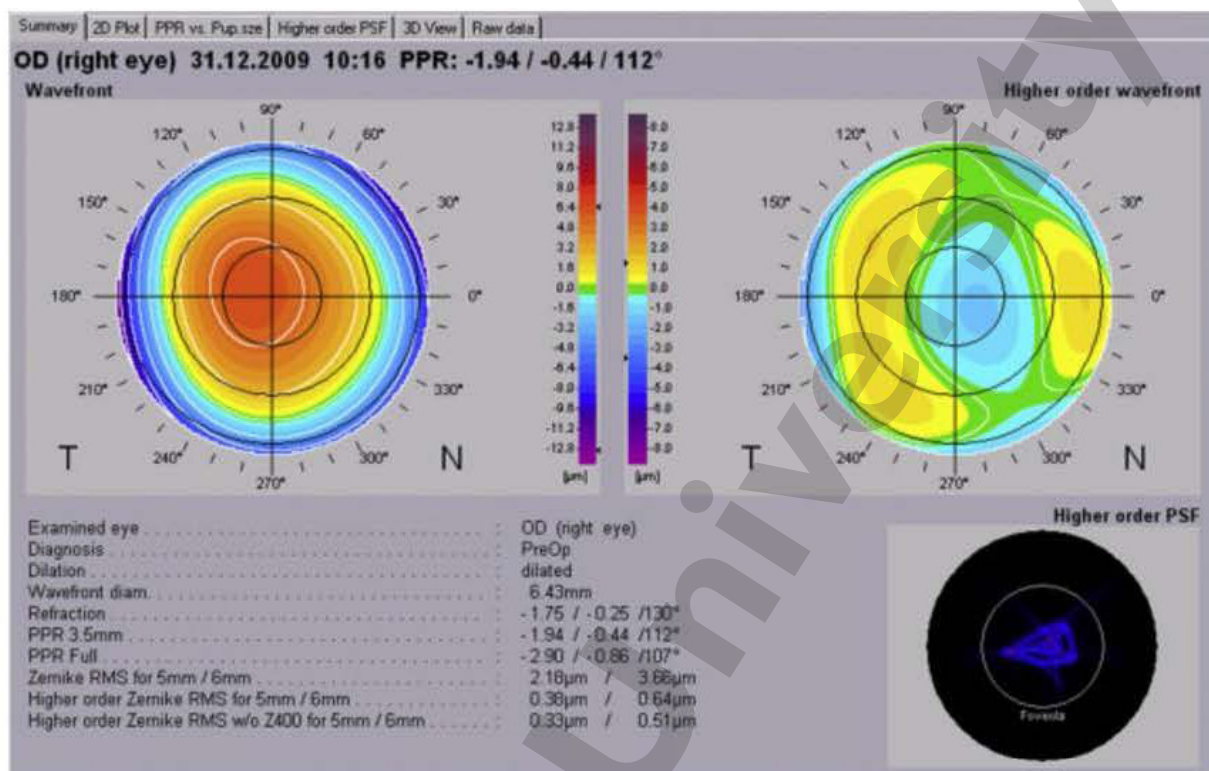 Summary 2D Plot PPR vs. Pup.sze Higher order PSF 3D View Raw data
OD (right eye) 31.12.2009 10:16 PPR: -1.94 / -0.44 / 112°
Wavefront
Higher order wavefront
90°
120° 60°
150° 30°
180° 0°
210° 330°
240° 300°
270°
T N
12.8
11.2
9.6
8.0
6.4
4.8
3.2
1.6
0.0
-1.6
-3.2
-4.8
-6.4
-8.0
-9.6
-11.2
-12.8
[µm]
8.0
7.0
6.0
5.0
4.0
3.0
2.0
1.0
0.0
-1.0
-2.0
-3.0
-4.0
-5.0
-6.0
-7.0
-8.0
[µm]
90°
120° 60°
150° 30°
180° 0°
210° 330°
240° 300°
270°
T N
Examined eye : OD (right eye)
Diagnosis : PreOp
Dilation : dilated
Wavefront diam. : 6.43mm
Refraction : -1.75 / -0.25 /130°
PPR 3.5mm : -1.94 / -0.44 /112°
PPR Full : -2.90 / -0.86 /107°
Zernike RMS for 5mm / 6mm : 2.18µm / 3.66µm
Higher order Zernike RMS for 5mm / 6mm : 0.38µm / 0.64µm
Higher order Zernike RMS w/o Z400 for 5mm / 6mm : 0.33µm / 0.51µm
Higher order PSF
Foveola
University